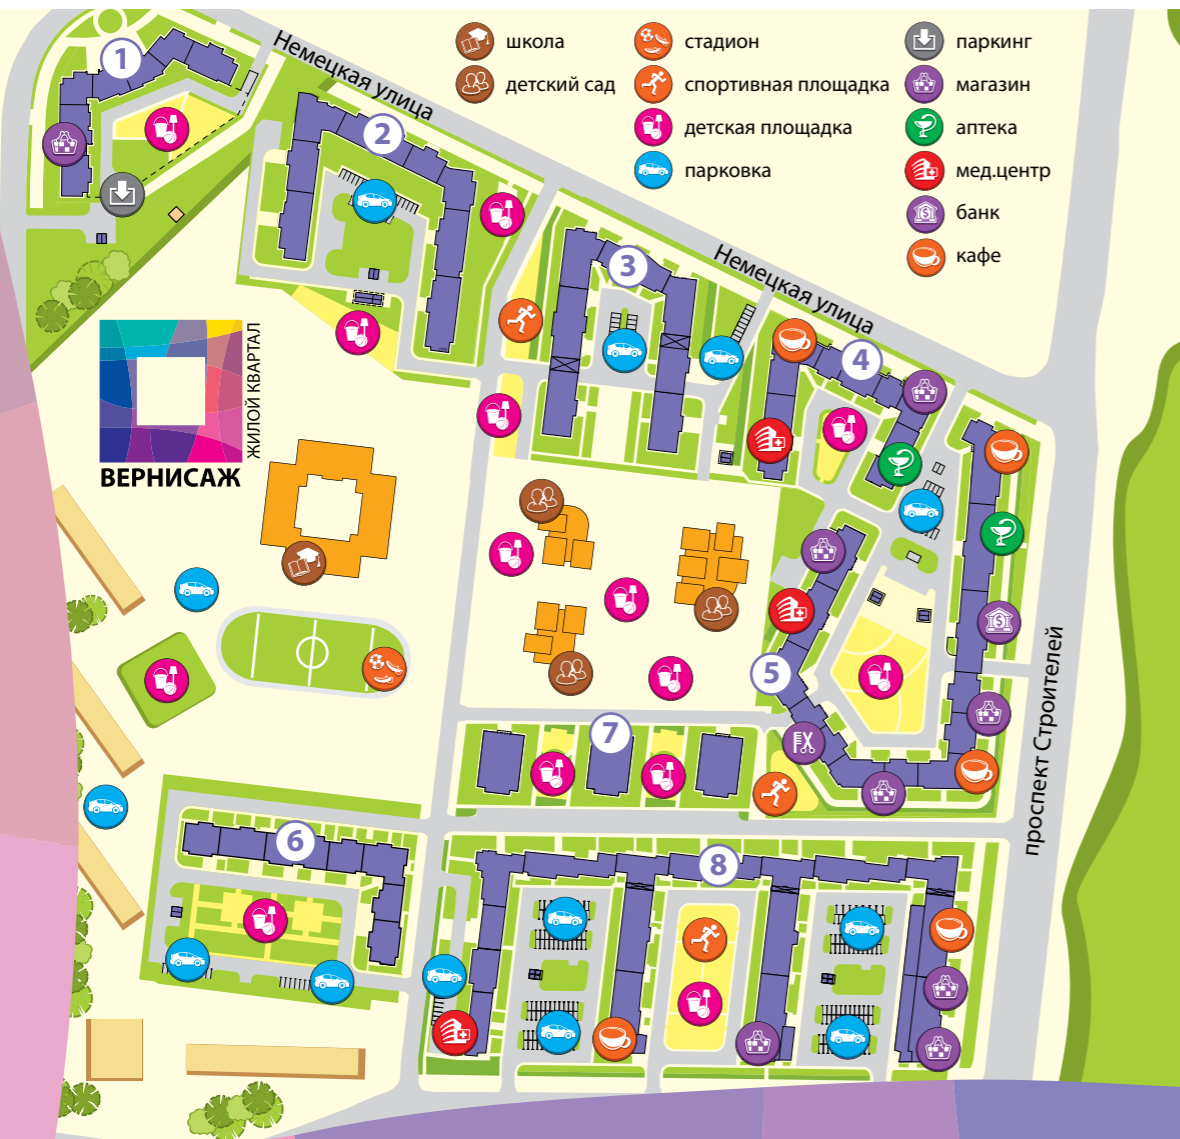 школа
детский сад
стадион
спортивная площадка
детская площадка
парковка
паркинг
магазин
аптека
мед.центр
банк
кафе
Немецкая улица
Немецкая улица
проспект Строителей
1
2
3
4
5
6
7
8
ЖИЛОЙ КВАРТАЛ
ВЕРНИСАЖ